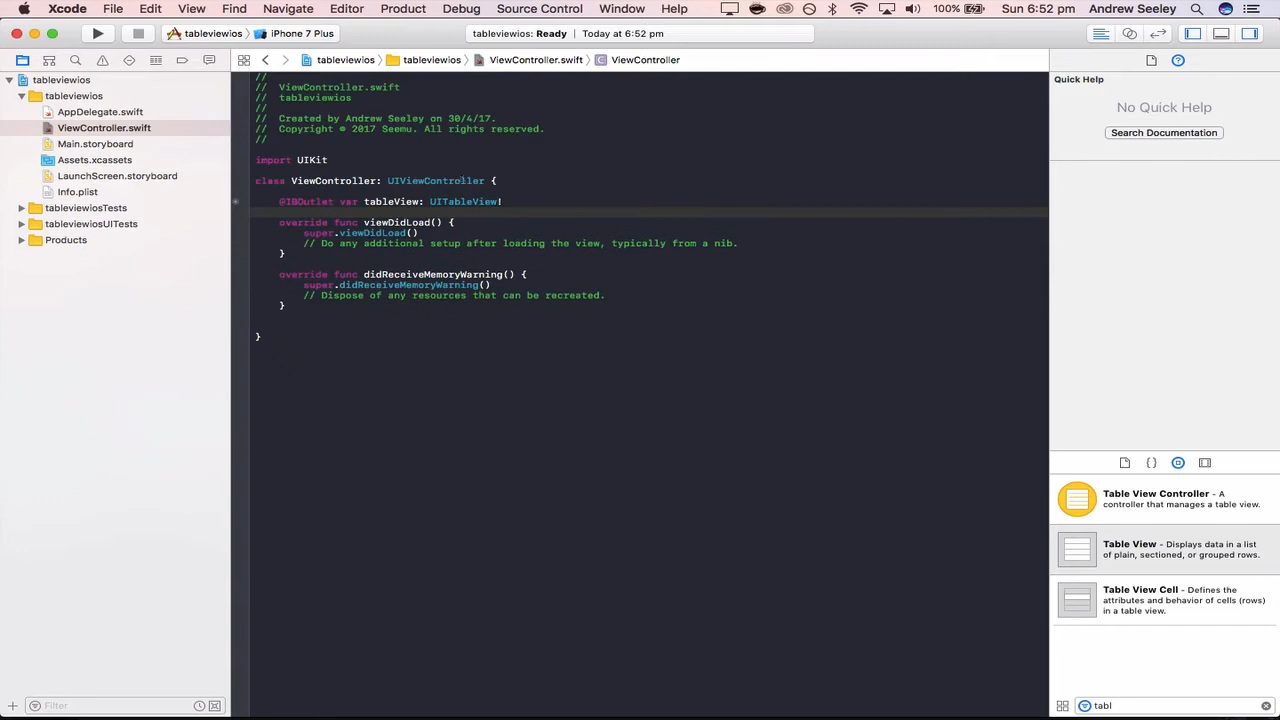 Xcode File Edit View Find Navigate Editor Product Debug Source Control Window Help 100% Sun 6:52 pm Andrew Seeley
tableviewios iPhone 7 Plus tableviewios: Ready Today at 6:52 pm
tableviewios tableviewios ViewController.swift C ViewController
tableviewios
tableviewios
AppDelegate.swift
ViewController.swift
Main.storyboard
Assets.xcassets
LaunchScreen.storyboard
Info.plist
tableviewiosTests
tableviewiosUITests
Products
Filter
//
// ViewController.swift
// tableviewios
//
// Created by Andrew Seeley on 30/4/17.
// Copyright © 2017 Seemu. All rights reserved.
//
import UIKit
class ViewController: UIViewController {
@IBOutlet var tableView: UITableView!
override func viewDidLoad() {
super.viewDidLoad()
// Do any additional setup after loading the view, typically from a nib.
}
override func didReceiveMemoryWarning() {
super.didReceiveMemoryWarning()
// Dispose of any resources that can be recreated.
}
}
Quick Help
No Quick Help
Search Documentation
Table View Controller - A
controller that manages a table view.
Table View - Displays data in a list
of plain, sectioned, or grouped rows.
Table View Cell - Defines the
attributes and behavior of cells (rows)
in a table view.
tabl